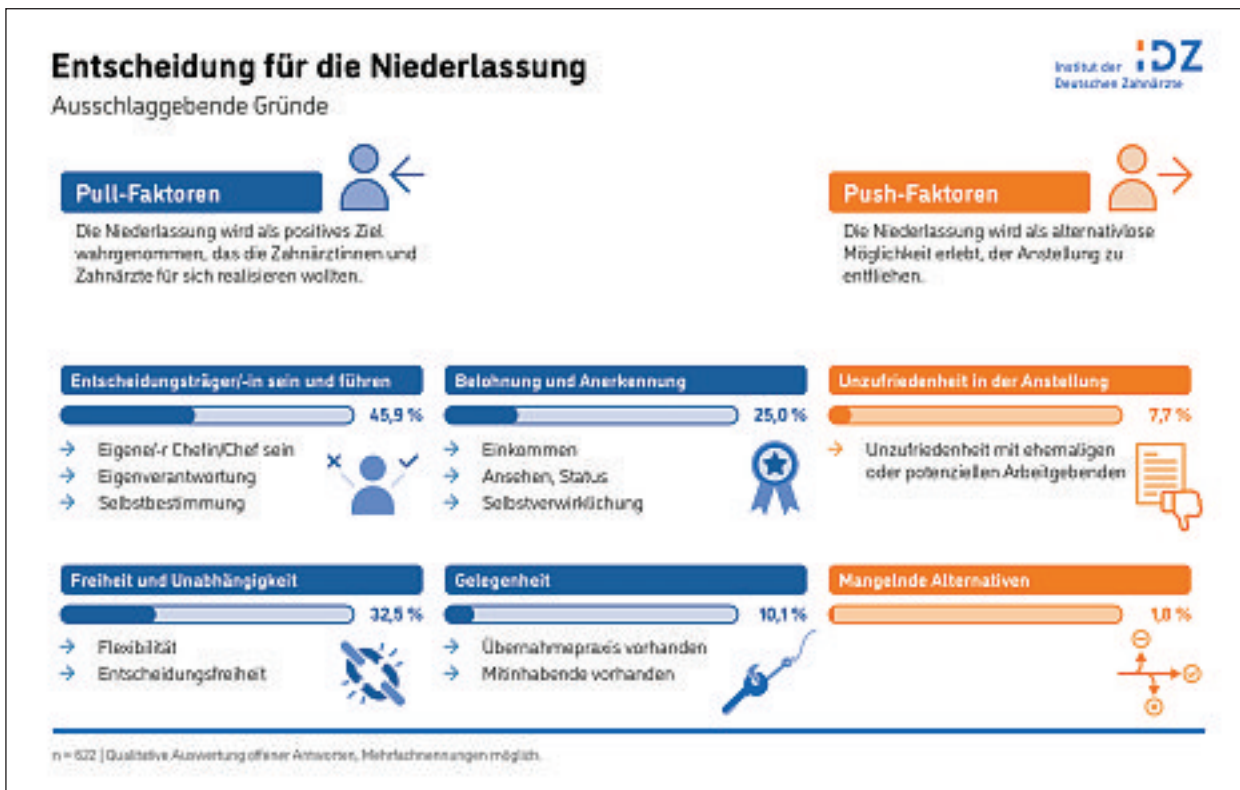 Entscheidung für die Niederlassung
Ausschlaggebende Gründe
Institut der
Deutschen Zahnärzte
IDZ
Pull-Faktoren
Die Niederlassung wird als positives Ziel
wahrgenommen, das die Zahnärztinnen und
Zahnärzte für sich realisieren wollten.
Push-Faktoren
Die Niederlassung wird als alternativlose
Möglichkeit erlebt, der Anstellung zu
entfliehen.
Entscheidungsträger/-in sein und führen
45,9 %
→ Eigene/-r Chefin/Chef sein
→ Eigenverantwortung
→ Selbstbestimmung
Belohnung und Anerkennung
25,0 %
→ Einkommen
→ Ansehen, Status
→ Selbstverwirklichung
Unzufriedenheit in der Anstellung
7,7 %
→ Unzufriedenheit mit ehemaligen
oder potenziellen Arbeitgebenden
Freiheit und Unabhängigkeit
32,5 %
→ Flexibilität
→ Entscheidungsfreiheit
Gelegenheit
10,1 %
→ Übernahmepraxis vorhanden
→ Mitinhabende vorhanden
Mangelnde Alternativen
%
n = 622 | Qualitative Auswertung offener Antworten, Mehrfachnennungen möglich.